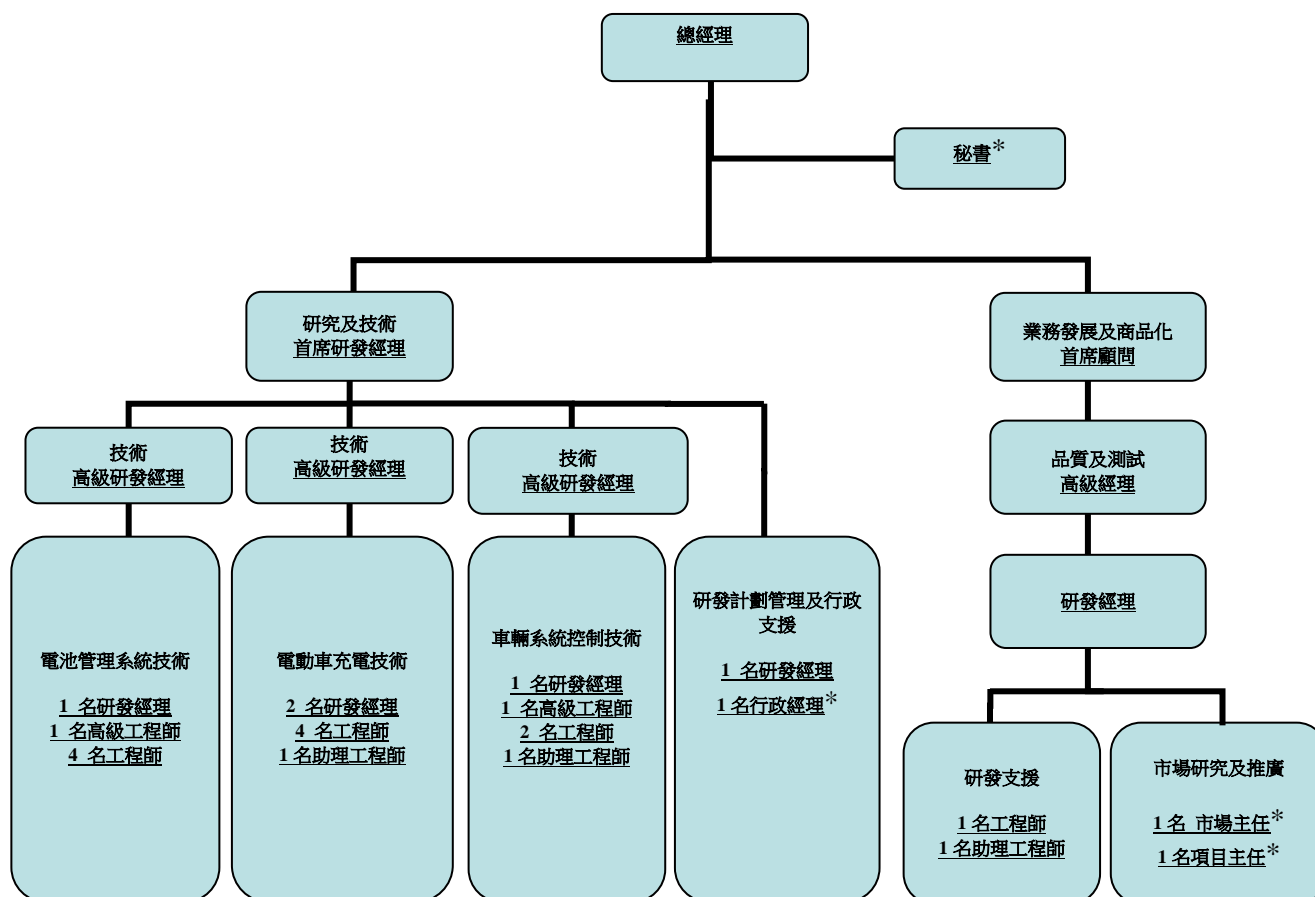 總經理
秘書*
研究及技術
首席研發經理
業務發展及商品化
首席顧問
技術
高級研發經理
技術
高級研發經理
技術
高級研發經理
品質及測試
高級經理
研發經理
電池管理系統技術
1 名研發經理
1 名高級工程師
4 名工程師
電動車充電技術
2 名研發經理
4 名工程師
1 名助理工程師
車輛系統控制技術
1 名研發經理
1 名高級工程師
2 名工程師
1 名助理工程師
研發計劃管理及行政
支援
1 名研發經理
1 名行政經理*
研發支援
1 名工程師
1 名助理工程師
市場研究及推廣
1 名 市場主任*
1 名項目主任*